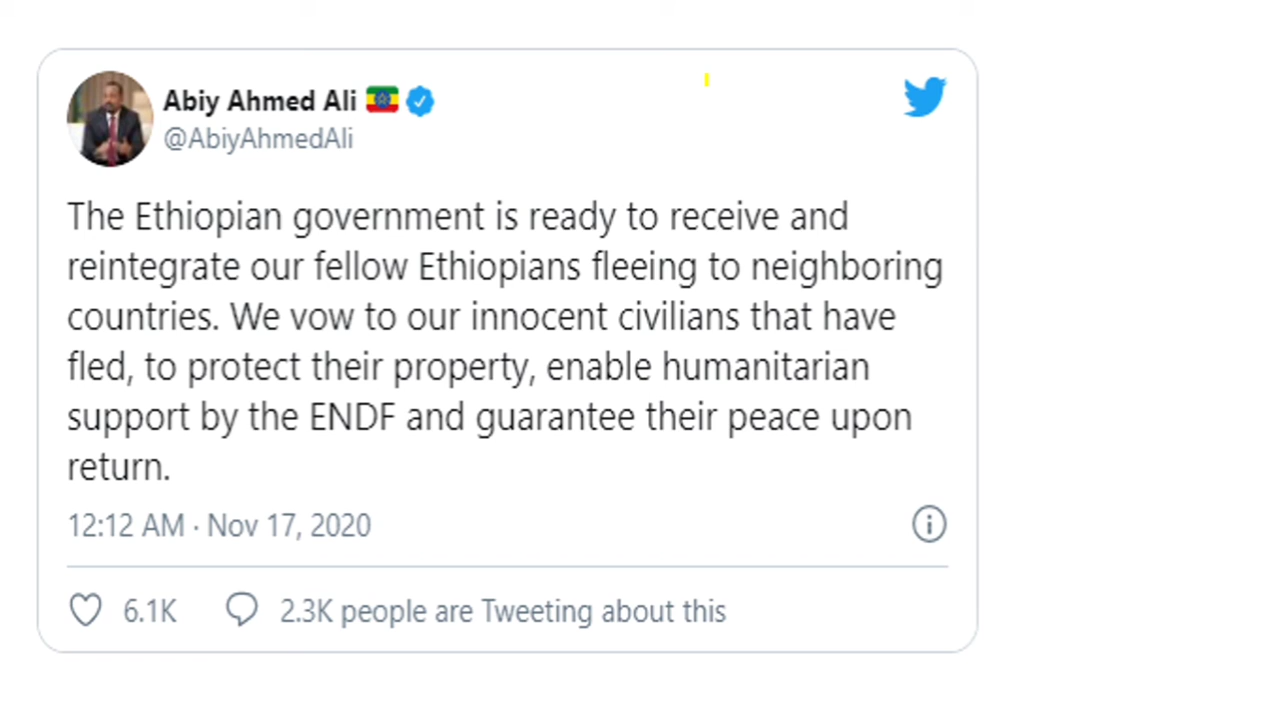 Abiy Ahmed Ali
@AbiyAhmedAli
The Ethiopian government is ready to receive and
reintegrate our fellow Ethiopians fleeing to neighboring
countries. We vow to our innocent civilians that have
fled, to protect their property, enable humanitarian
support by the ENDF and guarantee their peace upon
return.
12:12 AM · Nov 17, 2020
6.1K 2.3K people are Tweeting about this